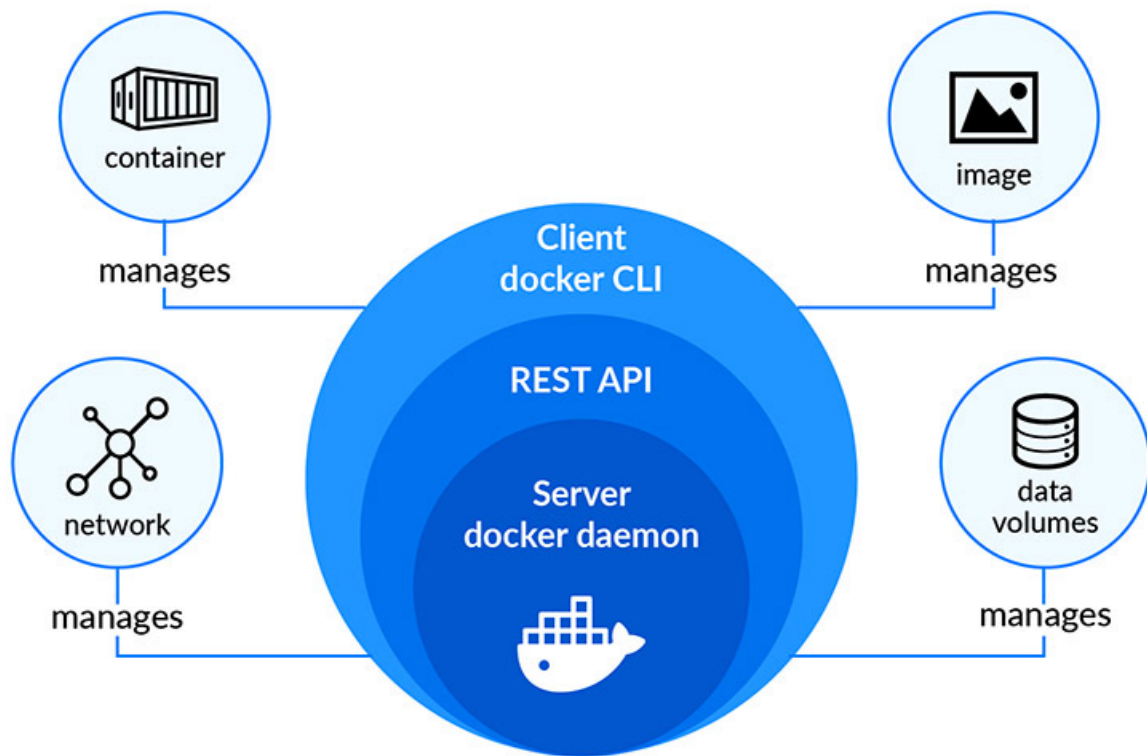 container
manages
image
manages
Client
docker CLI
REST API
Server
docker daemon
network
manages
data
volumes
manages